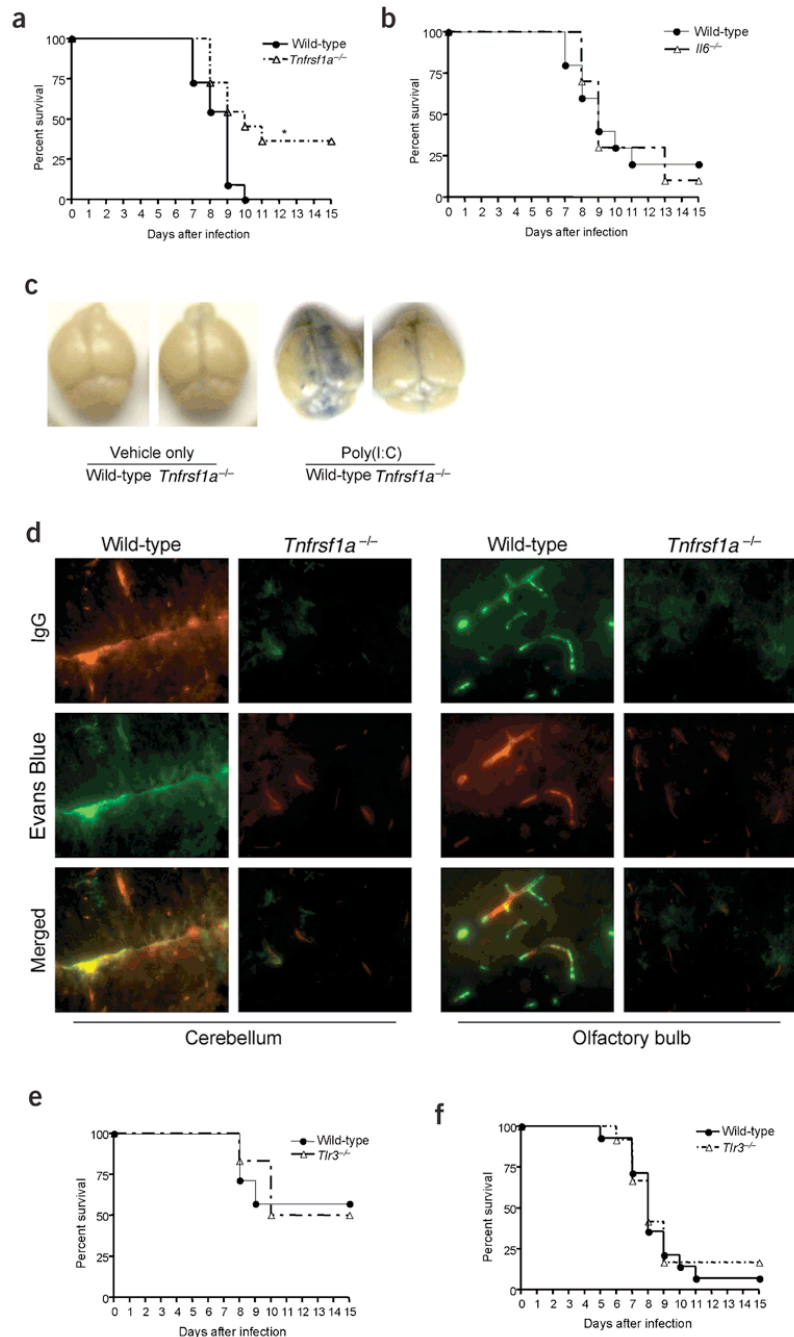 a
Wild-type
Tnfrsf1a–/–
Percent survival
100
75
50
25
0
*
0 1 2 3 4 5 6 7 8 9 10 11 12 13 14 15
Days after infection
b
Wild-type
Il6–/–
Percent survival
100
75
50
25
0
0 1 2 3 4 5 6 7 8 9 10 11 12 13 14 15
Days after infection
c
Vehicle only
Wild-type Tnfrsf1a–/–
Poly(I:C)
Wild-type Tnfrsf1a–/–
d
Wild-type Tnfrsf1a–/– Wild-type Tnfrsf1a–/–
IgG
Evans Blue
Merged
Cerebellum Olfactory bulb
e
Wild-type
Tlr3–/–
Percent survival
100
75
50
25
0
0 1 2 3 4 5 6 7 8 9 10 11 12 13 14 15
Days after infection
f
Wild-type
Tlr3–/–
Percent survival
100
75
50
25
0
0 1 2 3 4 5 6 7 8 9 10 11 12 13 14 15
Days after infection